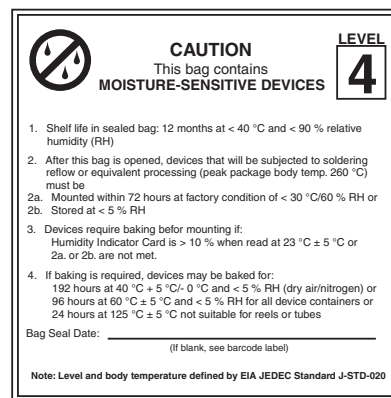 LEVEL
4
CAUTION
This bag contains
MOISTURE-SENSITIVE DEVICES
1. Shelf life in sealed bag: 12 months at < 40 °C and < 90 % relative
humidity (RH)
2. After this bag is opened, devices that will be subjected to soldering
reflow or equivalent processing (peak package body temp. 260 °C)
must be
2a. Mounted within 72 hours at factory condition of < 30 °C/60 % RH or
2b. Stored at < 5 % RH
3. Devices require baking befor mounting if:
Humidity Indicator Card is > 10 % when read at 23 °C ± 5 °C or
2a. or 2b. are not met.
4. If baking is required, devices may be baked for:
192 hours at 40 °C + 5 °C/- 0 °C and < 5 % RH (dry air/nitrogen) or
96 hours at 60 °C ± 5 °C and < 5 % RH for all device containers or
24 hours at 125 °C ± 5 °C not suitable for reels or tubes
Bag Seal Date:
(If blank, see barcode label)
Note: Level and body temperature defined by EIA JEDEC Standard J-STD-020